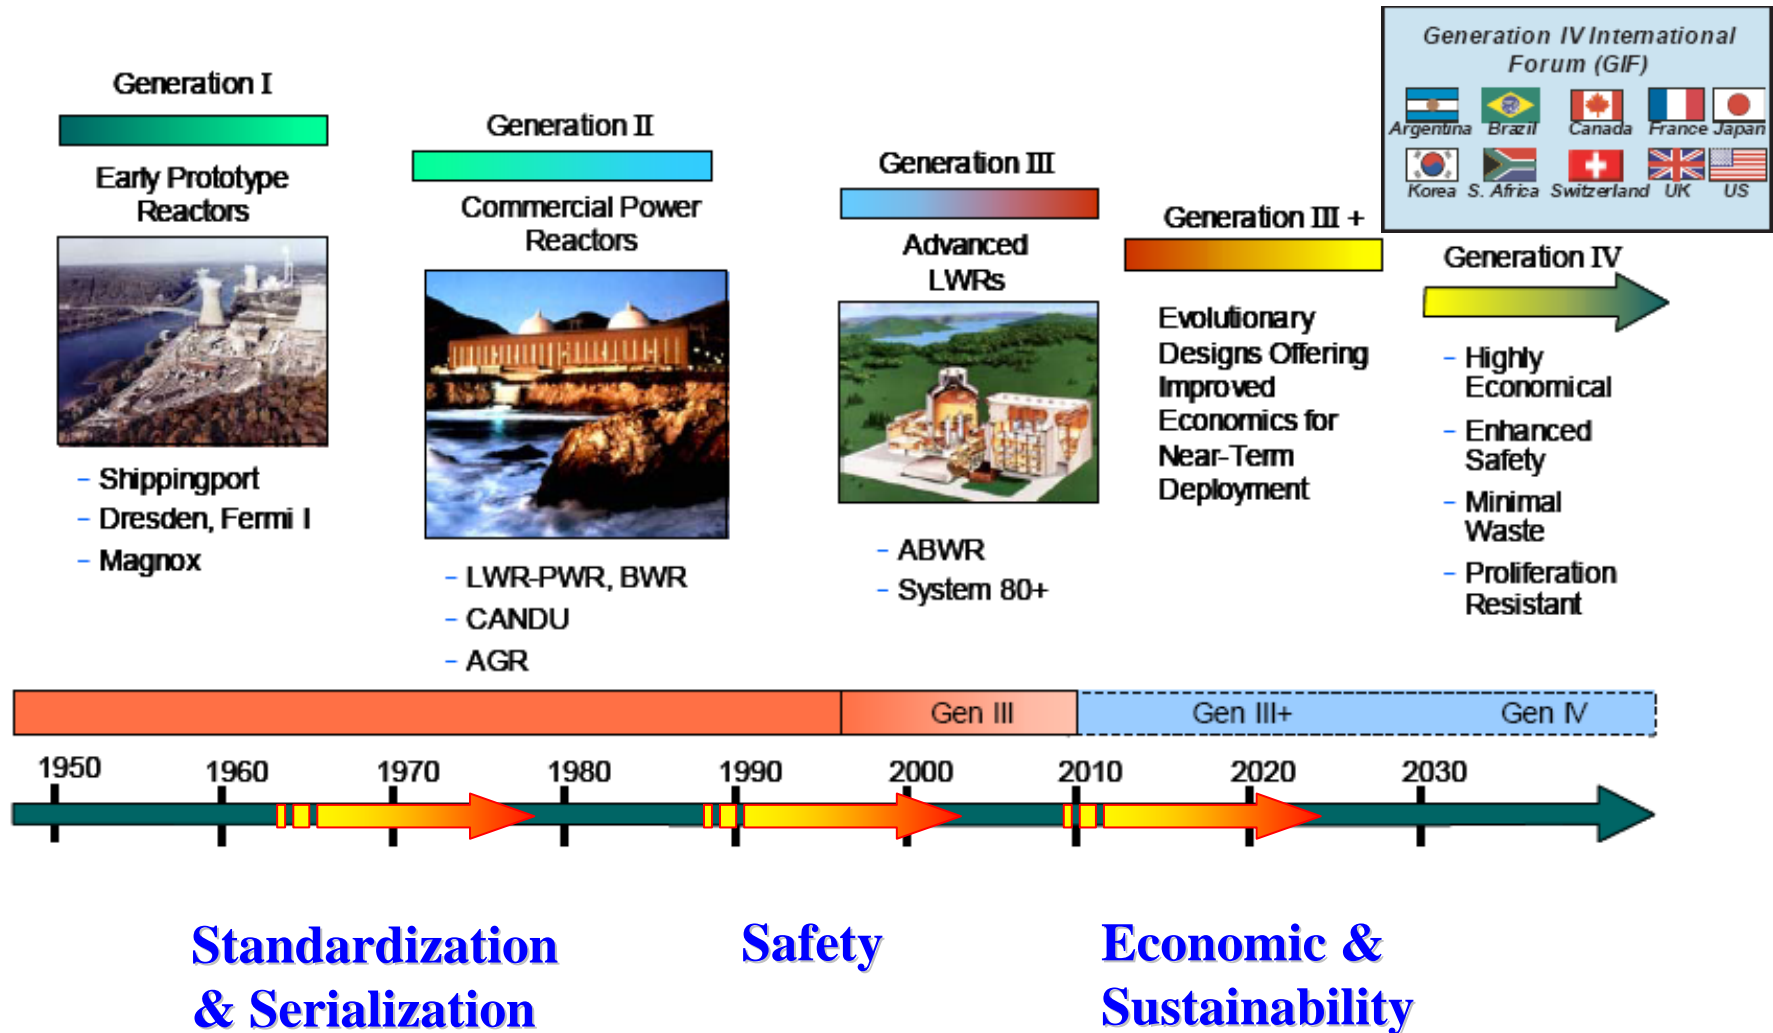 Generation IV International
Forum (GIF)
Argentina Brazil Canada France Japan
Korea S. Africa Switzerland UK US
Generation I
Early Prototype
Reactors
- Shippingport
- Dresden, Fermi I
- Magnox
Generation II
Commercial Power
Reactors
- LWR-PWR, BWR
- CANDU
- AGR
Generation III
Advanced
LWRs
- ABWR
- System 80+
Generation III +
Evolutionary
Designs Offering
Improved
Economics for
Near-Term
Deployment
Generation IV
- Highly
Economical
- Enhanced
Safety
- Minimal
Waste
- Proliferation
Resistant
Gen III Gen III+ Gen IV
1950 1960 1970 1980 1990 2000 2010 2020 2030
Standardization
& Serialization
Safety
Economic &
Sustainability